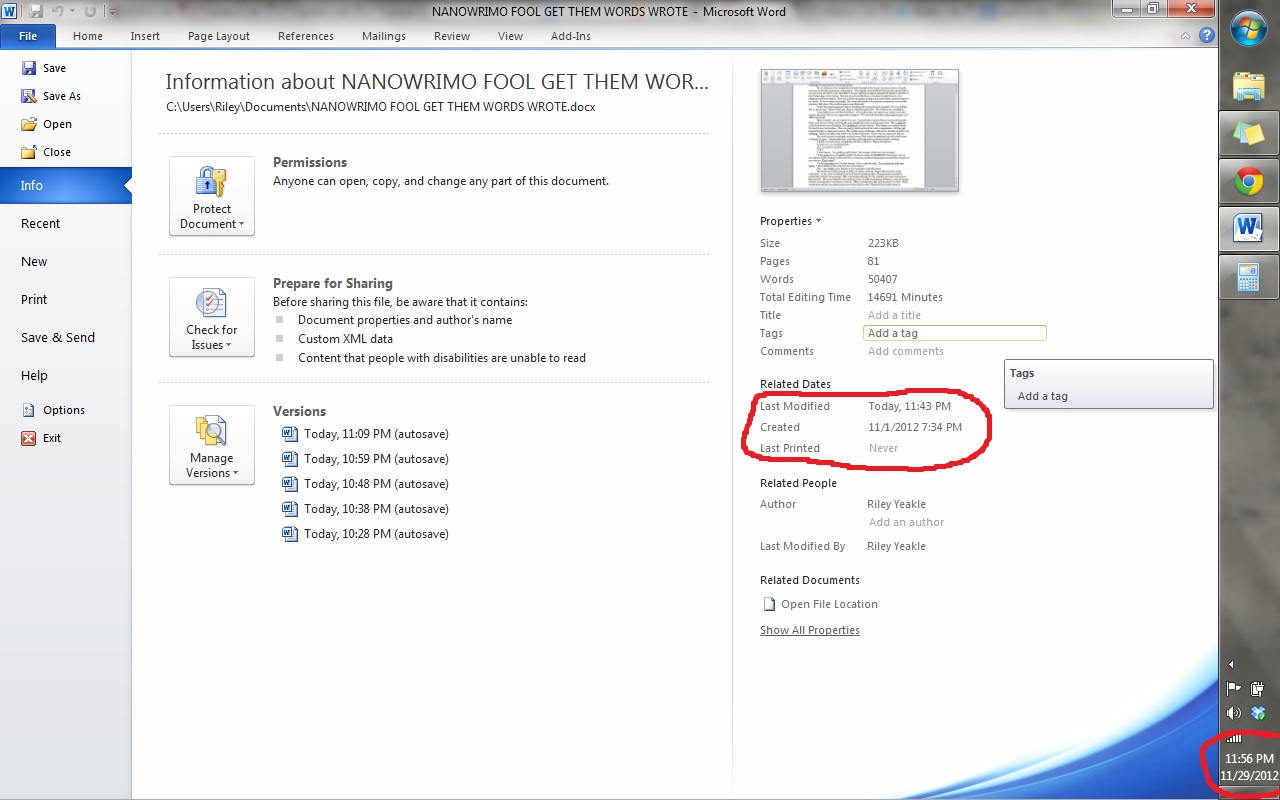 NANOWRIMO FOOL GET THEM WORDS WROTE - Microsoft Word
File Home Insert Page Layout References Mailings Review View Add-Ins
Save
Save As
Open
Close
Info
Recent
New
Print
Save & Send
Help
Options
Exit
Information about NANOWRIMO FOOL GET THEM WOR...
C:\Users\Riley\Documents\NANOWRIMO FOOL GET THEM WORDS WROTE.docx
Protect
Document
Permissions
Anyone can open, copy, and change any part of this document.
Check for
Issues
Prepare for Sharing
Before sharing this file, be aware that it contains:
Document properties and author's name
Custom XML data
Content that people with disabilities are unable to read
Manage
Versions
Versions
Today, 11:09 PM (autosave)
Today, 10:59 PM (autosave)
Today, 10:48 PM (autosave)
Today, 10:38 PM (autosave)
Today, 10:28 PM (autosave)
Properties
Size 223KB
Pages 81
Words 50407
Total Editing Time 14691 Minutes
Title Add a title
Tags Add a tag
Comments Add comments
Tags
Add a tag
Related Dates
Last Modified Today, 11:43 PM
Created 11/1/2012 7:34 PM
Last Printed Never
Related People
Author Riley Yeakle
Add an author
Last Modified By Riley Yeakle
Related Documents
Open File Location
Show All Properties
11:56 PM
11/29/2012